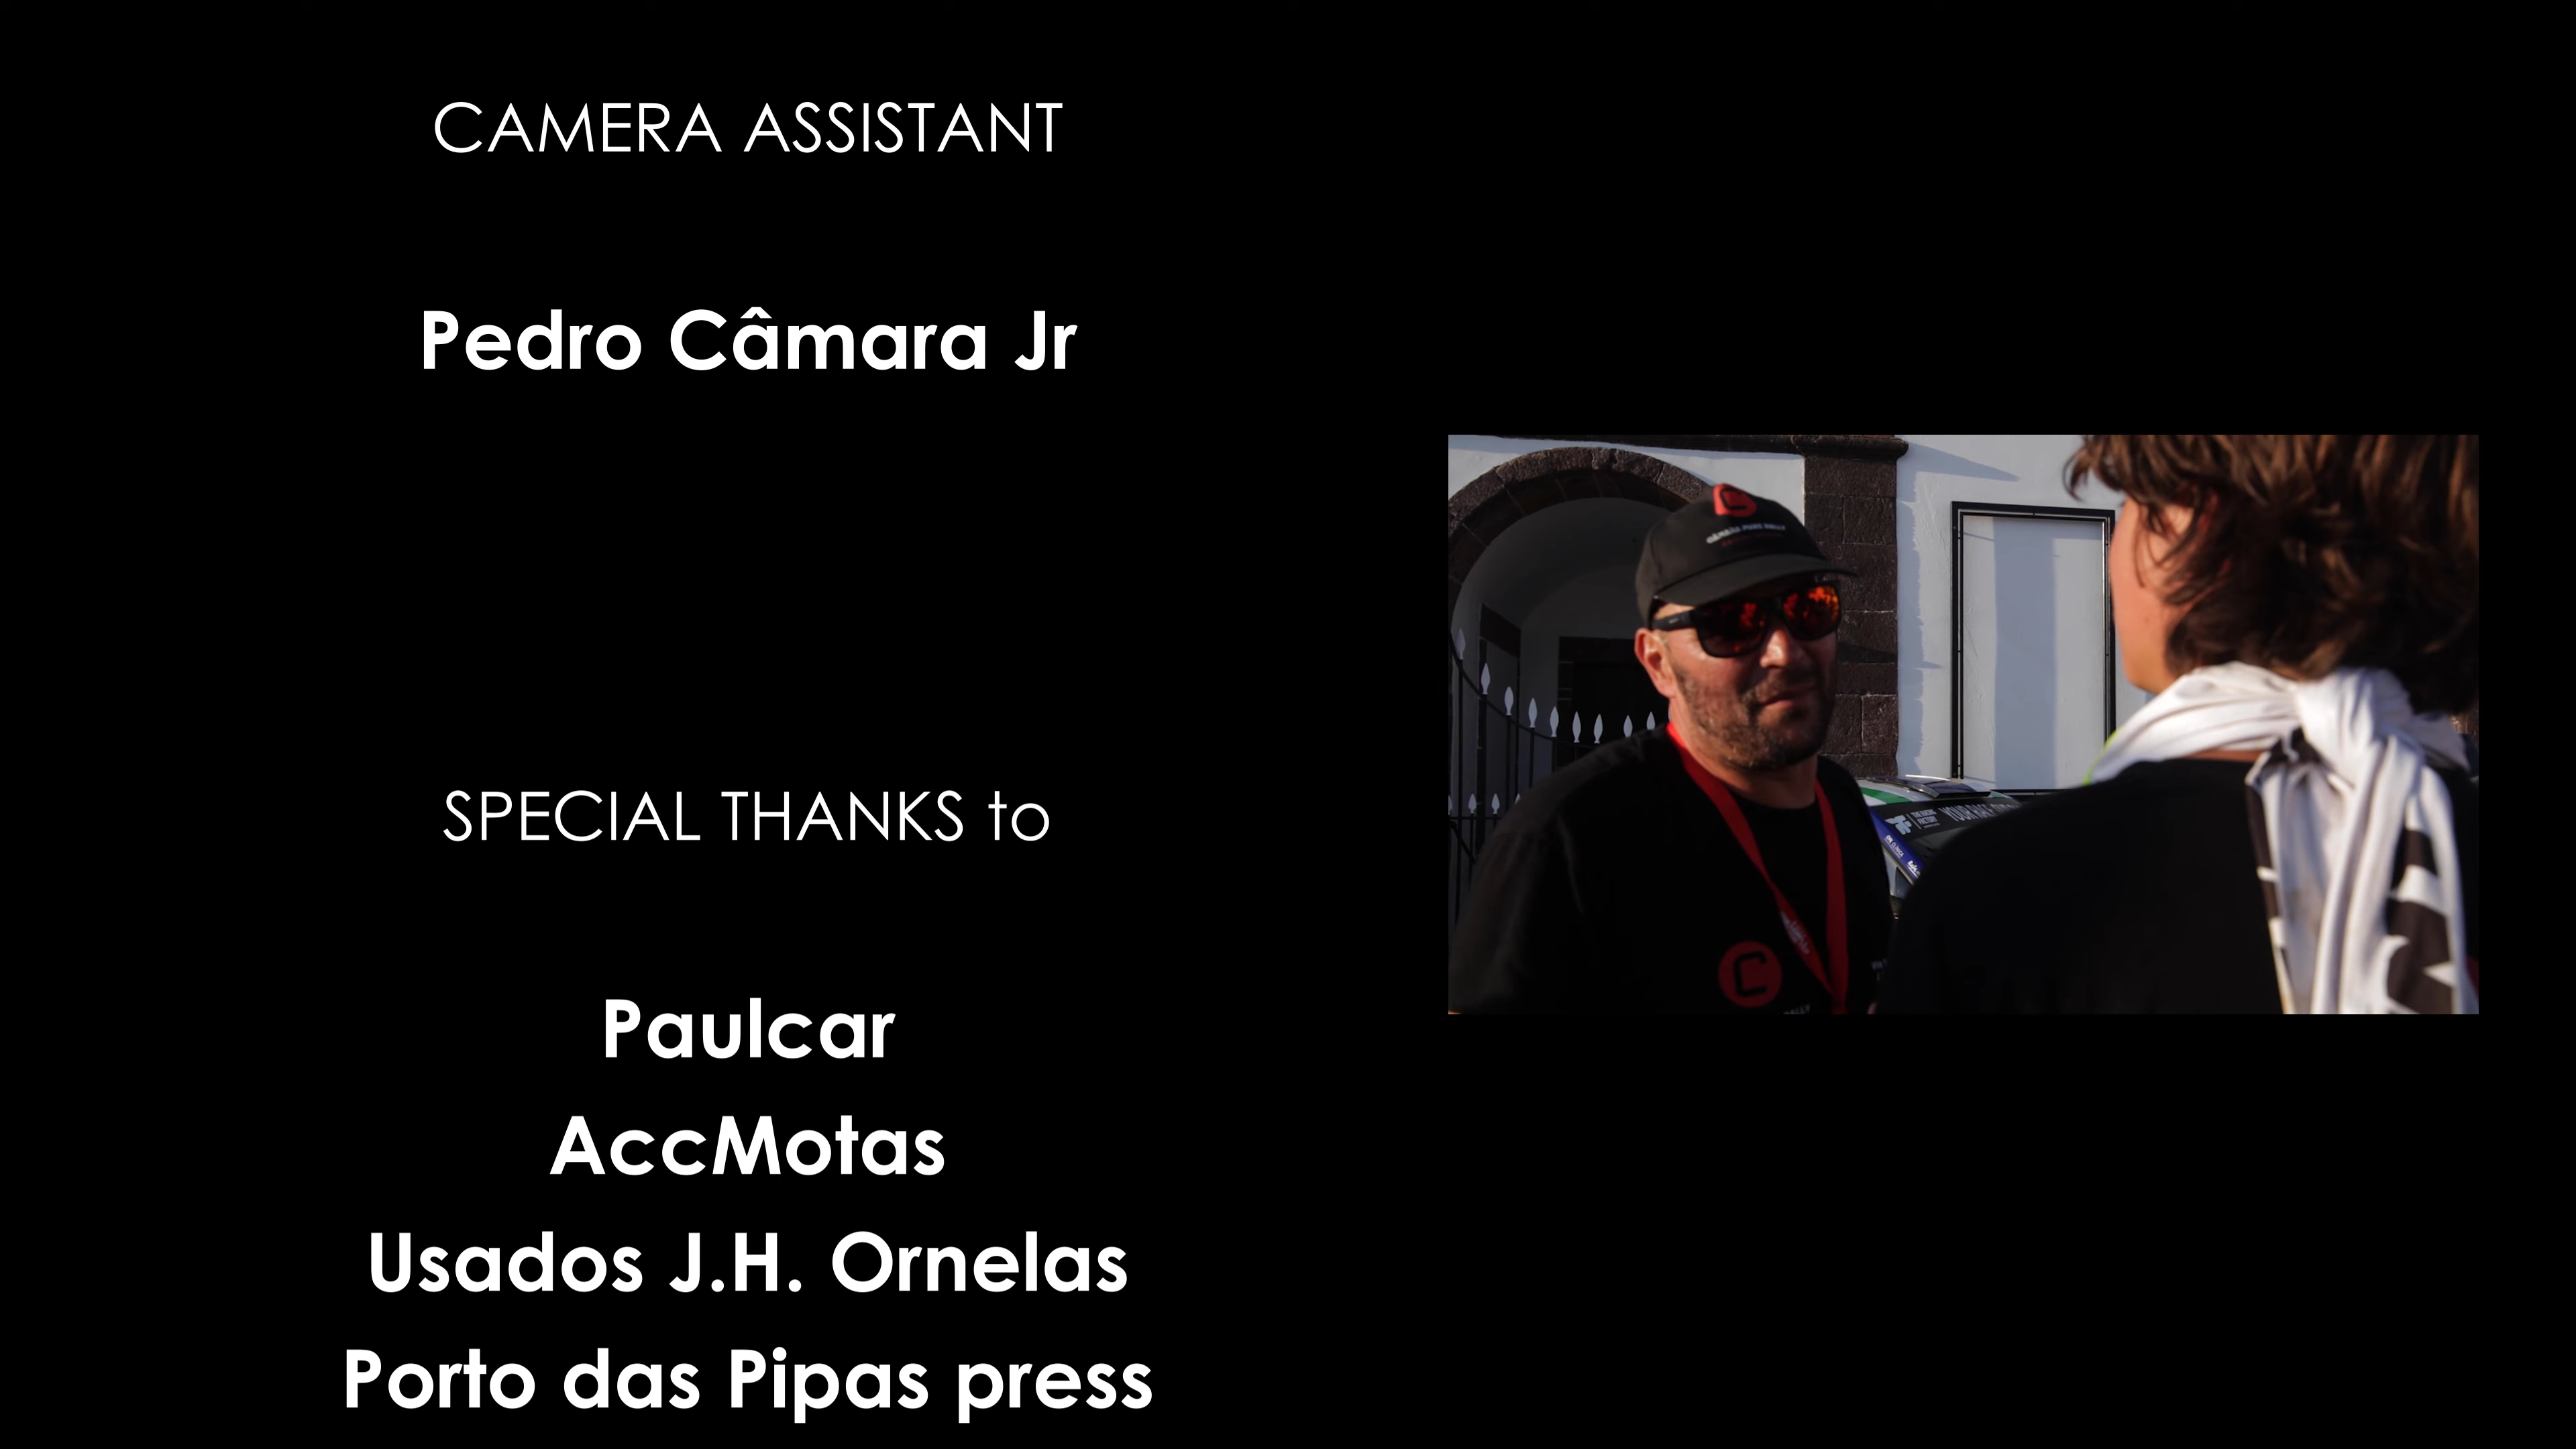 CAMERA ASSISTANT
Pedro Câmara Jr
SPECIAL THANKS to
Paulcar
AccMotas
Usados J.H. Ornelas
Porto das Pipas press